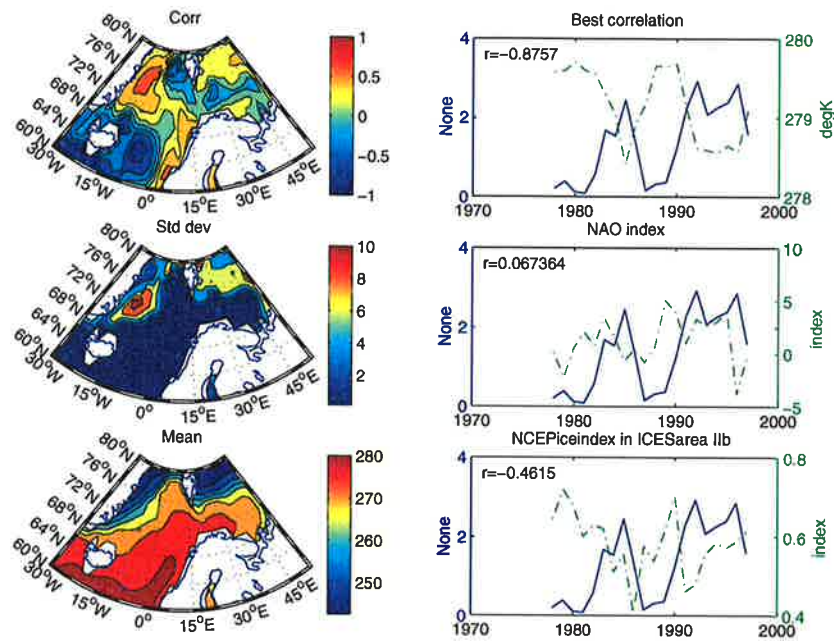 Corr
80°N
76°N
72°N
68°N
64°N
60°N
30°W
15°W
0°
15°E
30°E
45°E
1
0.5
0
−0.5
−1
Best correlation
r=−0.8757
4
2
0
None
280
279
278
degK
1970 1980 1990 2000
Std dev
80°N
76°N
72°N
68°N
64°N
60°N
30°W
15°W
0°
15°E
30°E
45°E
10
8
6
4
2
NAO index
r=0.067364
4
2
0
None
10
5
0
−5
index
1970 1980 1990 2000
Mean
80°N
76°N
72°N
68°N
64°N
60°N
30°W
15°W
0°
15°E
30°E
45°E
280
270
260
250
NCEPiceindex in ICESarea IIb
r=−0.4615
4
2
0
None
0.8
0.6
0.4
index
1970 1980 1990 2000